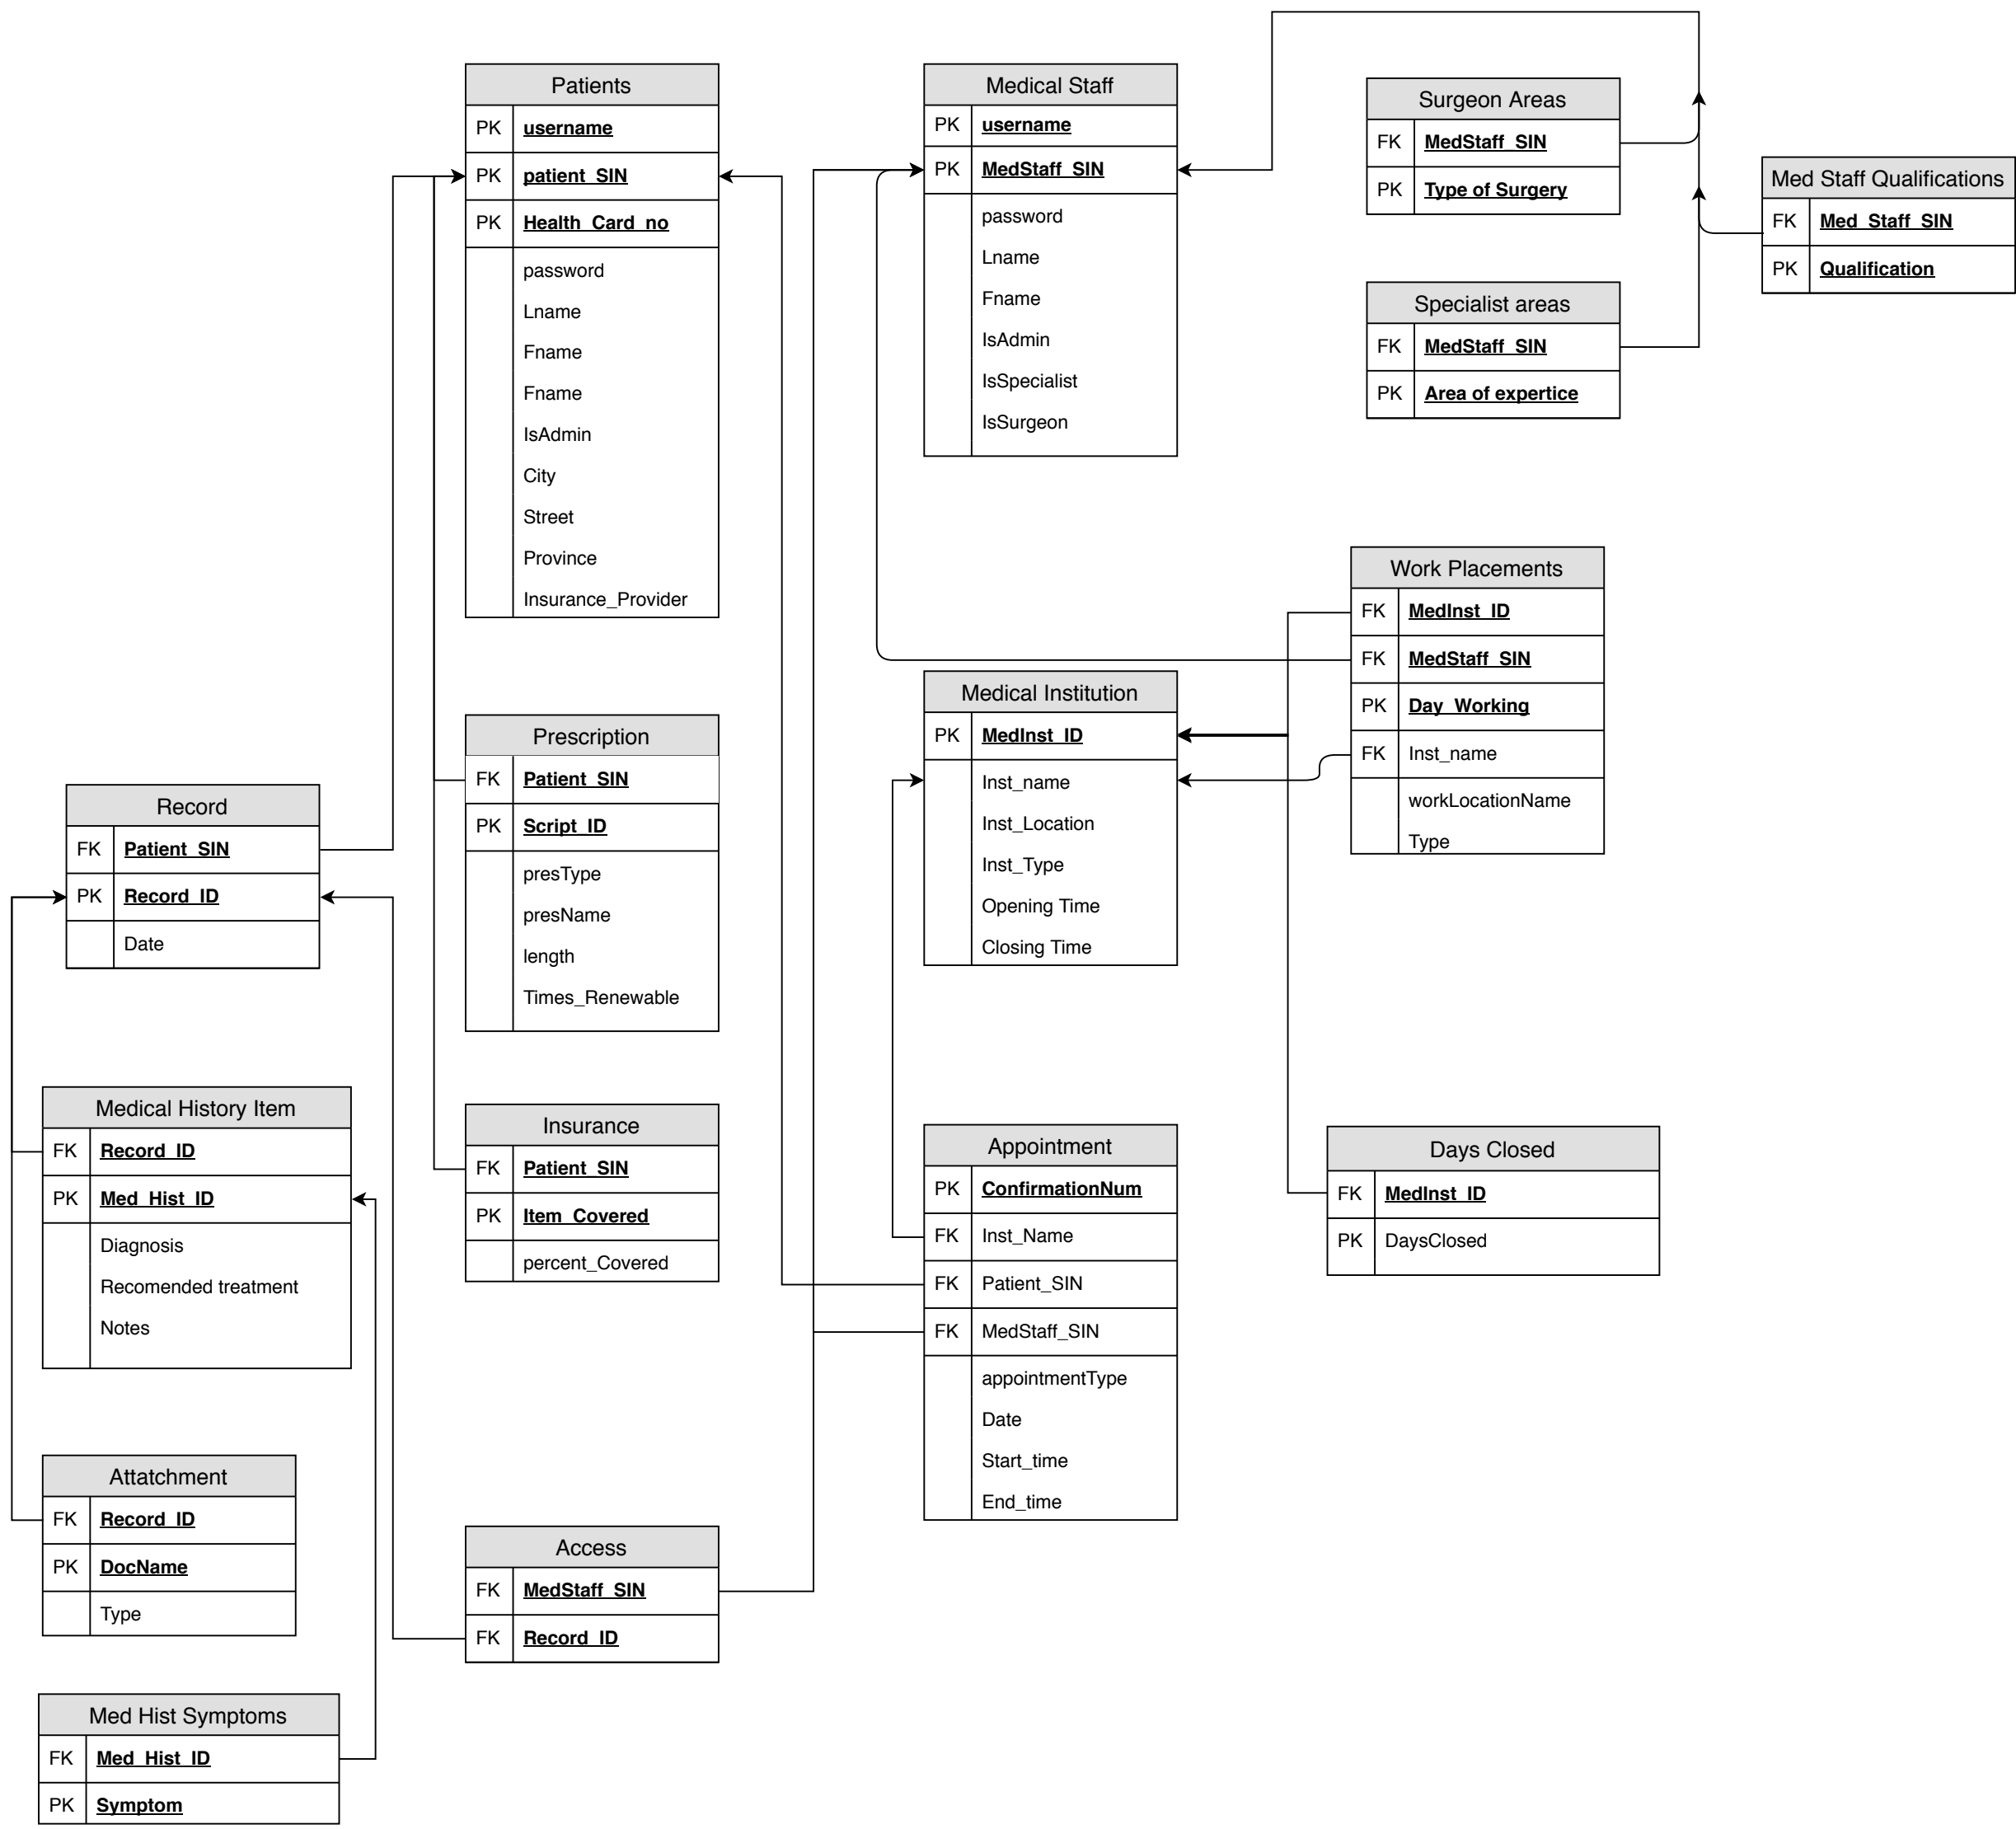 Patients
PK username
PK patient_SIN
PK Health_Card_no
password
Lname
Fname
Fname
IsAdmin
City
Street
Province
Insurance_Provider
Medical Staff
PK username
PK MedStaff_SIN
password
Lname
Fname
IsAdmin
IsSpecialist
IsSurgeon
Surgeon Areas
FK MedStaff_SIN
PK Type of Surgery
Med Staff Qualifications
FK Med_Staff_SIN
PK Qualification
Specialist areas
FK MedStaff_SIN
PK Area of expertice
Work Placements
FK MedInst_ID
FK MedStaff_SIN
PK Day_Working
FK Inst_name
workLocationName
Type
Medical Institution
PK MedInst_ID
Inst_name
Inst_Location
Inst_Type
Opening Time
Closing Time
Prescription
FK Patient_SIN
PK Script_ID
presType
presName
length
Times_Renewable
Record
FK Patient_SIN
PK Record_ID
Date
Medical History Item
FK Record_ID
PK Med_Hist_ID
Diagnosis
Recomended treatment
Notes
Insurance
FK Patient_SIN
PK Item_Covered
percent_Covered
Appointment
PK ConfirmationNum
FK Inst_Name
FK Patient_SIN
FK MedStaff_SIN
appointmentType
Date
Start_time
End_time
Days Closed
FK MedInst_ID
PK DaysClosed
Attatchment
FK Record_ID
PK DocName
Type
Access
FK MedStaff_SIN
FK Record_ID
Med Hist Symptoms
FK Med_Hist_ID
PK Symptom